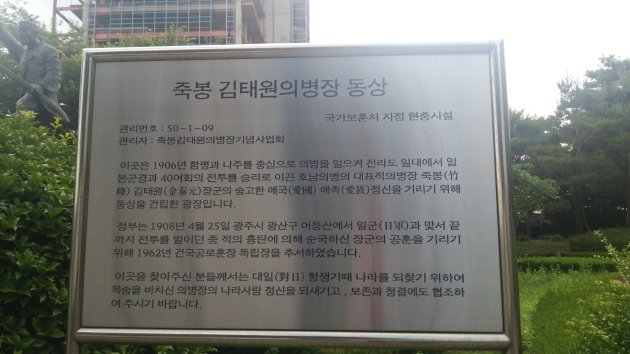 죽봉 김태원의병장 동상
국가보훈처 지정 현충시설
관리번호 : 50-1-09
관리자 : 죽봉김태원의병장기념사업회
이곳은 1906년 함평과 나주를 중심으로 의병을 일으켜 전라도 일대에서 일
본군경과 40여회의 전투를 승리로 이끈 호남의병의 대표적의병장 죽봉(竹
峰) 김태원(金泰元)장군의 숭고한 애국(愛國) 애족(愛族)정신을 기리기 위해
동상을 건립한 광장입니다.
정부는 1908년 4월 25일 광주시 광산구 어등산에서 일군(日軍)과 맞서 끝
까지 전투를 벌이던 중 적의 흉탄에 의해 순국하신 장군의 공훈을 기리기
위해 1962년 건국공로훈장 독립장을 추서하였습니다.
이곳을 찾아주신 분들께서는 대일(對日) 항쟁기때 나라를 되찾기 위하여
목숨을 바치신 의병장의 나라사랑 정신을 되새기고, 보존과 청결에도 협조하
여 주시기 바랍니다.